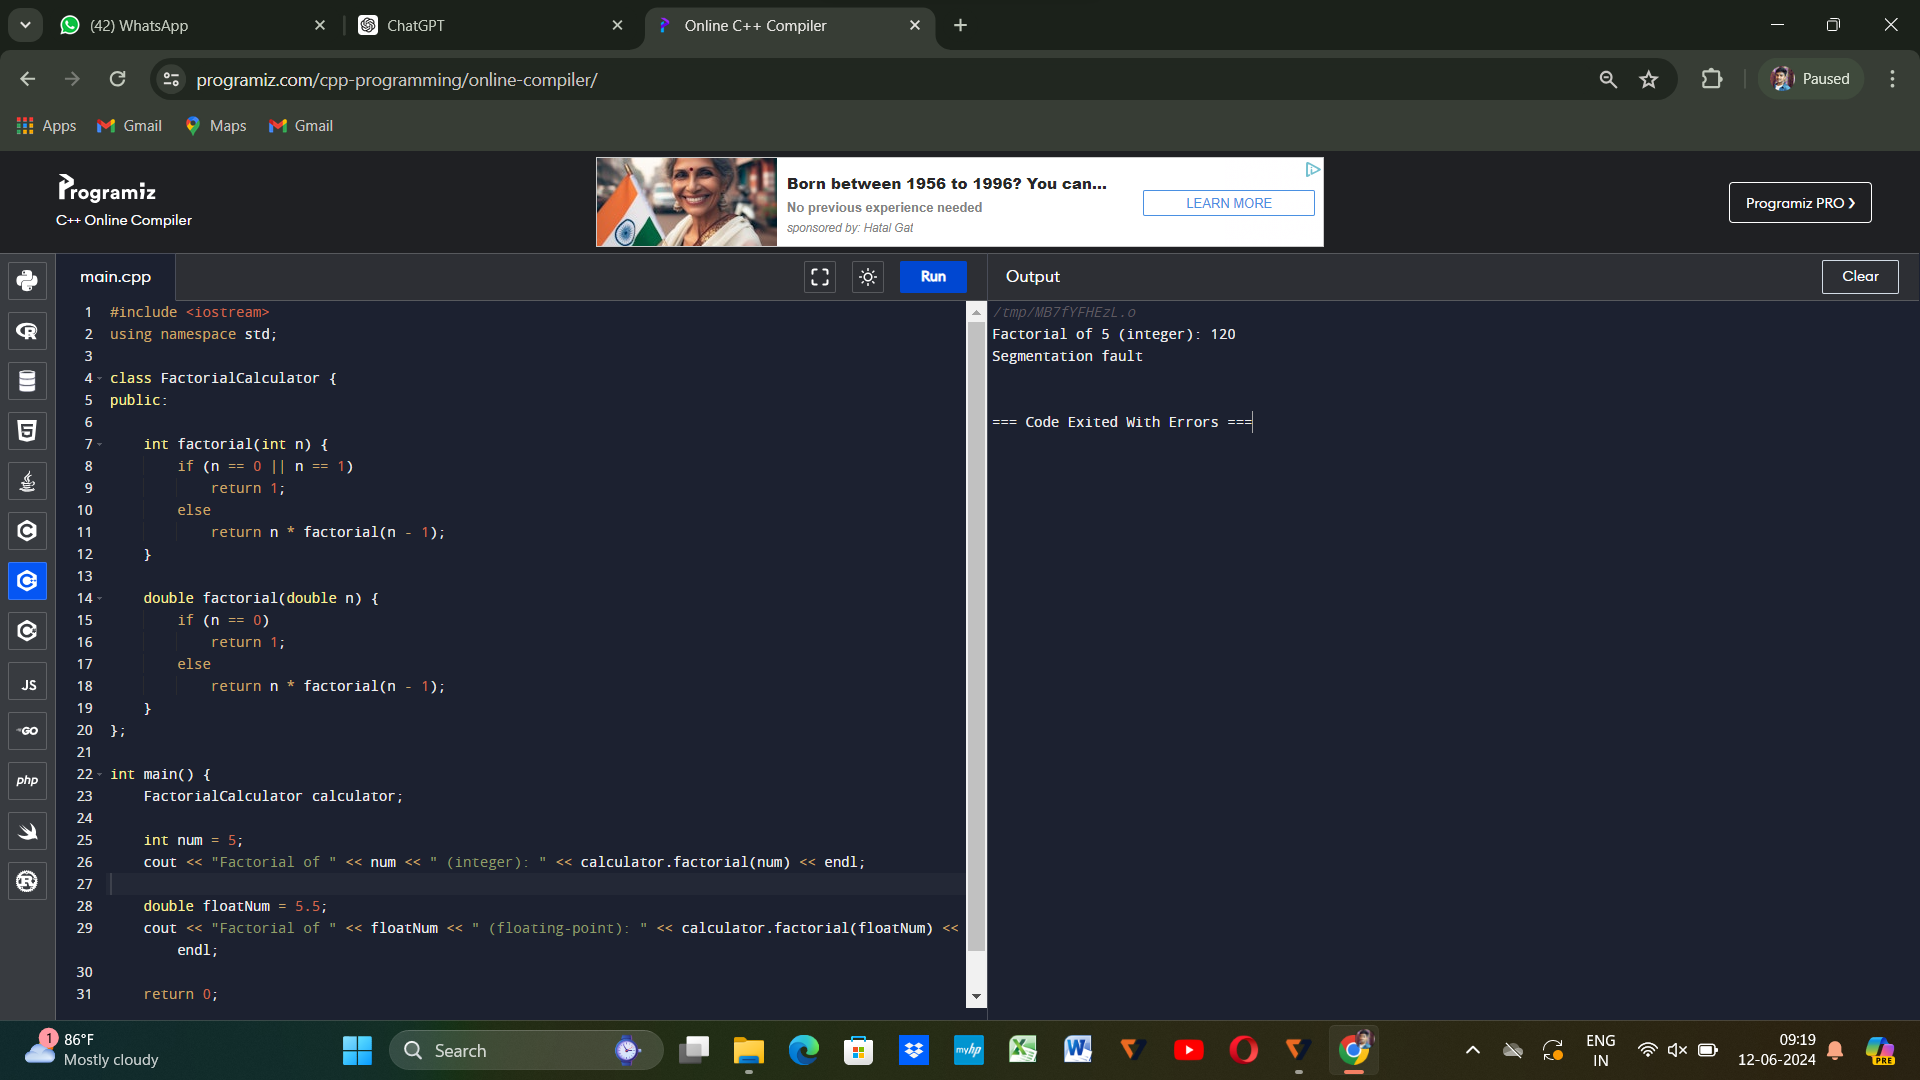 (42) WhatsApp
ChatGPT
Online C++ Compiler
programiz.com/cpp-programming/online-compiler/
Paused
Apps
Gmail
Maps
Gmail
Programiz
C++ Online Compiler
Born between 1956 to 1996? You can...
No previous experience needed
sponsored by: Hatal Gat
LEARN MORE
Programiz PRO ❯
main.cpp
Run
Output
Clear
1 #include <iostream>
2 using namespace std;
3
4 class FactorialCalculator {
5 public:
6
7     int factorial(int n) {
8         if (n == 0 || n == 1)
9             return 1;
10         else
11             return n * factorial(n - 1);
12     }
13
14     double factorial(double n) {
15         if (n == 0)
16             return 1;
17         else
18             return n * factorial(n - 1);
19     }
20 };
21
22 int main() {
23     FactorialCalculator calculator;
24
25     int num = 5;
26     cout << "Factorial of " << num << " (integer): " << calculator.factorial(num) << endl;
27
28     double floatNum = 5.5;
29     cout << "Factorial of " << floatNum << " (floating-point): " << calculator.factorial(floatNum) <<
        endl;
30
31     return 0;
/tmp/MB7fYFHEzL.o
Factorial of 5 (integer): 120
Segmentation fault
=== Code Exited With Errors ===
JS
GO
php
1
86°F
Mostly cloudy
Search
myhp
ENG
IN
09:19
12-06-2024
PRE